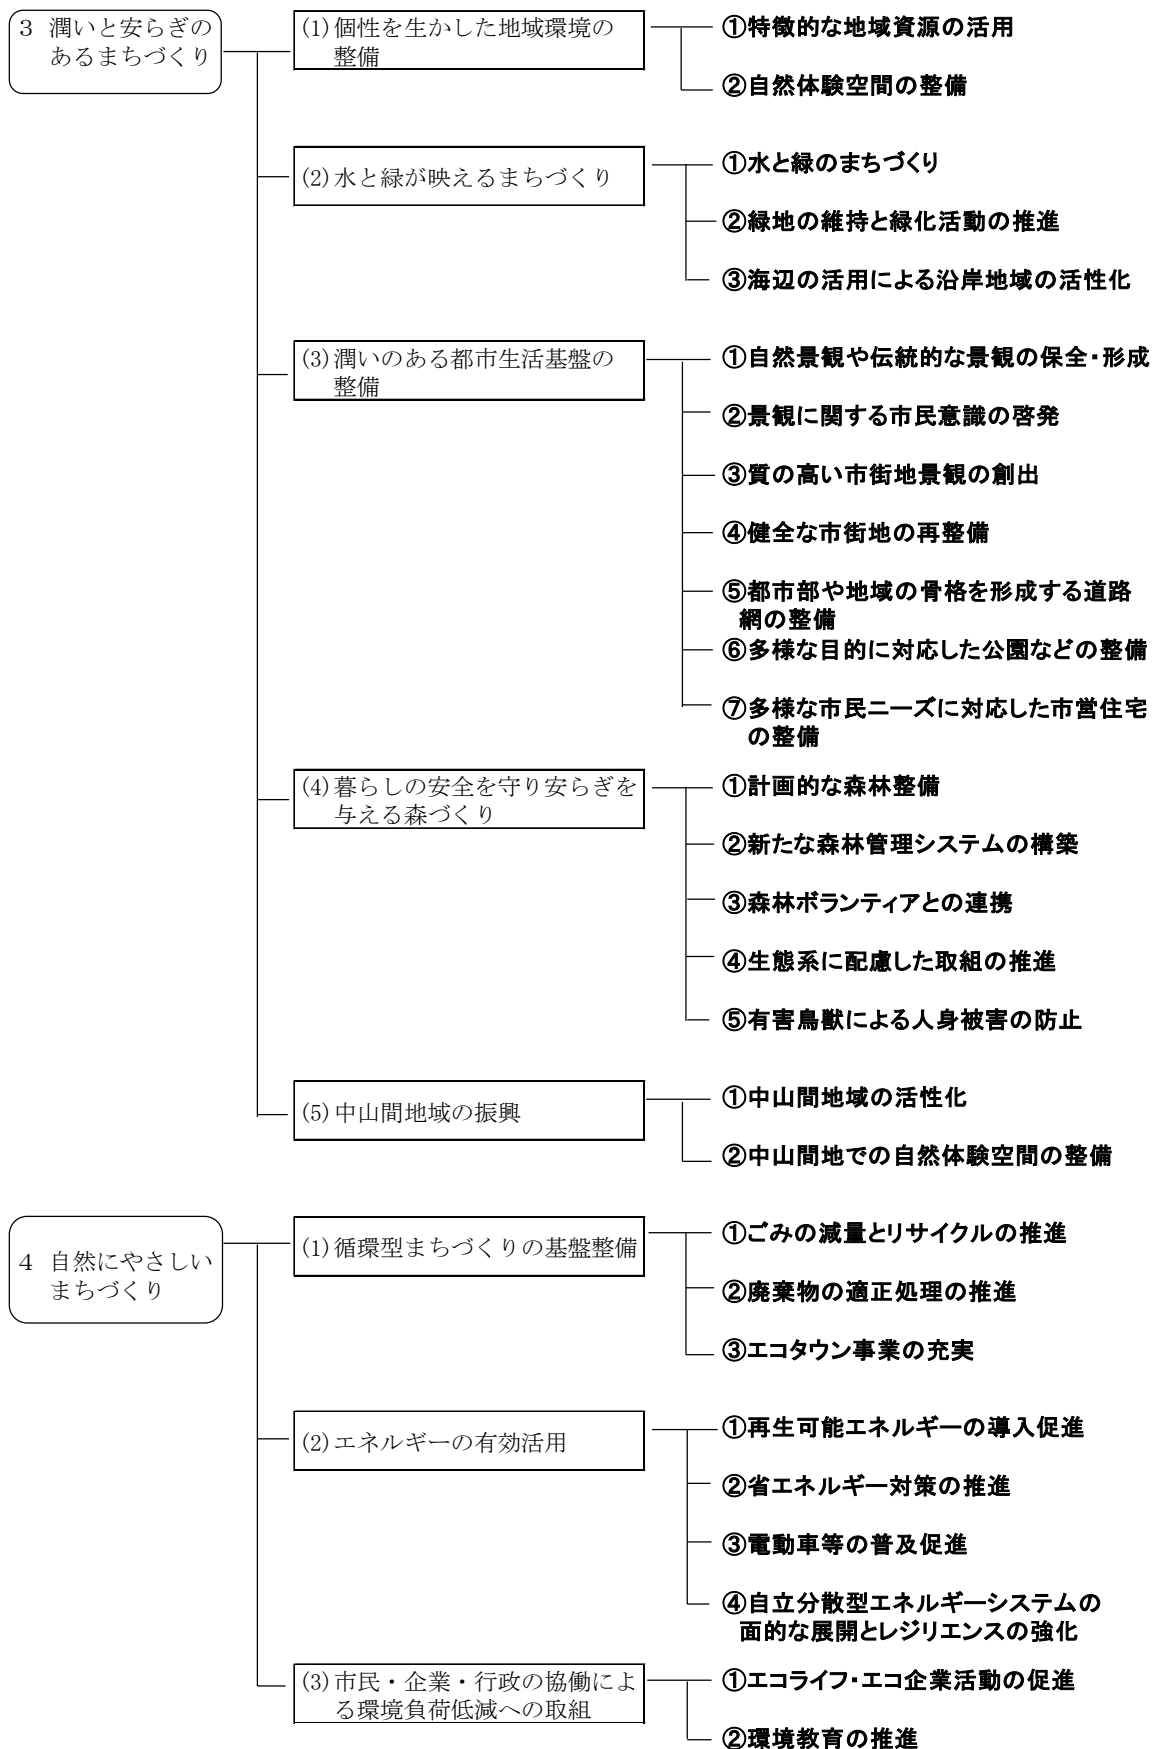 3 潤いと安らぎの
あるまちづくり
(1)個性を生かした地域環境の
整備
①特徴的な地域資源の活用
②自然体験空間の整備
(2)水と緑が映えるまちづくり
①水と緑のまちづくり
②緑地の維持と緑化活動の推進
③海辺の活用による沿岸地域の活性化
(3)潤いのある都市生活基盤の
整備
①自然景観や伝統的な景観の保全・形成
②景観に関する市民意識の啓発
③質の高い市街地景観の創出
④健全な市街地の再整備
⑤都市部や地域の骨格を形成する道路
網の整備
⑥多様な目的に対応した公園などの整備
⑦多様な市民ニーズに対応した市営住宅
の整備
(4)暮らしの安全を守り安らぎを
与える森づくり
①計画的な森林整備
②新たな森林管理システムの構築
③森林ボランティアとの連携
④生態系に配慮した取組の推進
⑤有害鳥獣による人身被害の防止
(5)中山間地域の振興
①中山間地域の活性化
②中山間地での自然体験空間の整備
4 自然にやさしい
まちづくり
(1)循環型まちづくりの基盤整備
①ごみの減量とリサイクルの推進
②廃棄物の適正処理の推進
③エコタウン事業の充実
(2)エネルギーの有効活用
①再生可能エネルギーの導入促進
②省エネルギー対策の推進
③電動車等の普及促進
④自立分散型エネルギーシステムの
面的な展開とレジリエンスの強化
(3)市民・企業・行政の協働によ
る環境負荷低減への取組
①エコライフ・エコ企業活動の促進
②環境教育の推進